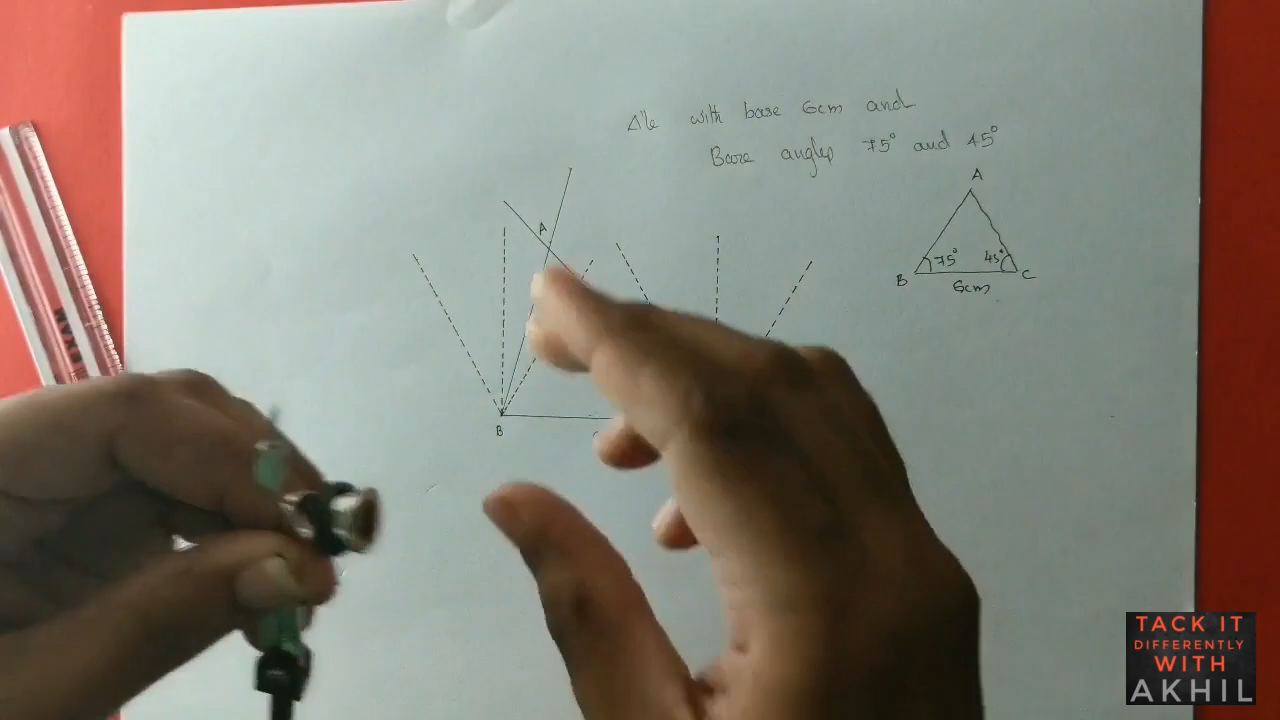 Δle with base 6cm and
Base angles 75° and 45°
A
A
75° 45°
B C
6cm
B
TACK IT
DIFFERENTLY
WITH
AKHIL